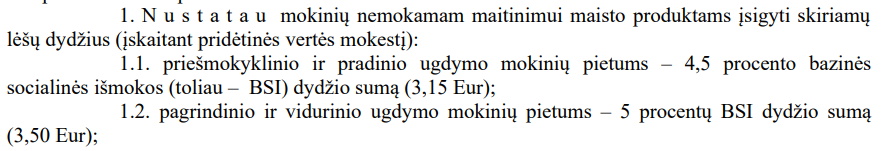 1. N u s t a t a u mokinių nemokamam maitinimui maisto produktams įsigyti skiriamų
lėšų dydžius (įskaitant pridėtinės vertės mokestį):
1.1. priešmokyklinio ir pradinio ugdymo mokinių pietums – 4,5 procento bazinės
socialinės išmokos (toliau – BSI) dydžio sumą (3,15 Eur);
1.2. pagrindinio ir vidurinio ugdymo mokinių pietums – 5 procentų BSI dydžio sumą
(3,50 Eur);